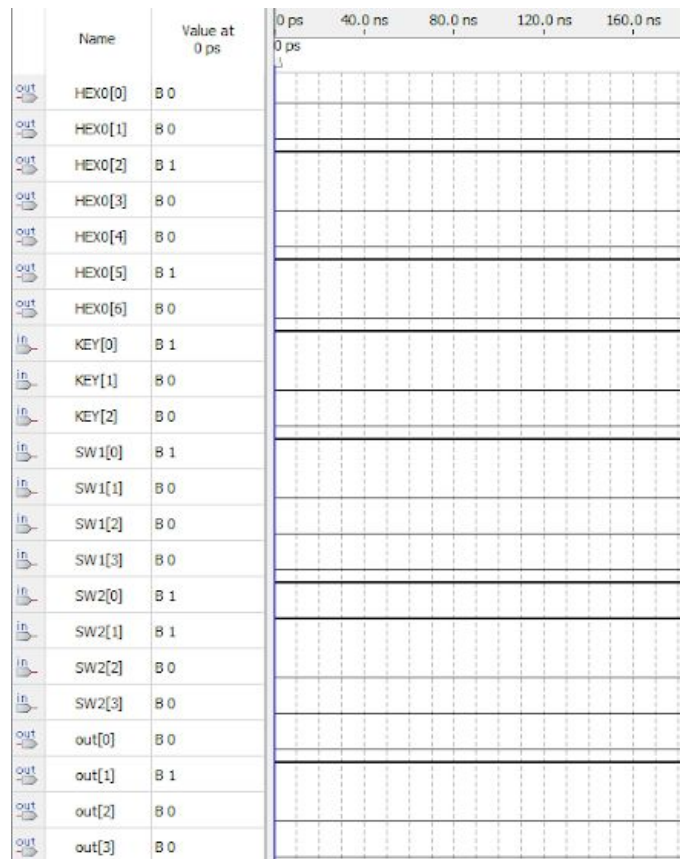 Name Value at 0 ps 0 ps 40.0 ns 80.0 ns 120.0 ns 160.0 ns
0 ps
out HEX0[0] B 0
out HEX0[1] B 0
out HEX0[2] B 1
out HEX0[3] B 0
out HEX0[4] B 0
out HEX0[5] B 1
out HEX0[6] B 0
in KEY[0] B 1
in KEY[1] B 0
in KEY[2] B 0
in SW1[0] B 1
in SW1[1] B 0
in SW1[2] B 0
in SW1[3] B 0
in SW2[0] B 1
in SW2[1] B 1
in SW2[2] B 0
in SW2[3] B 0
out out[0] B 0
out out[1] B 1
out out[2] B 0
out out[3] B 0